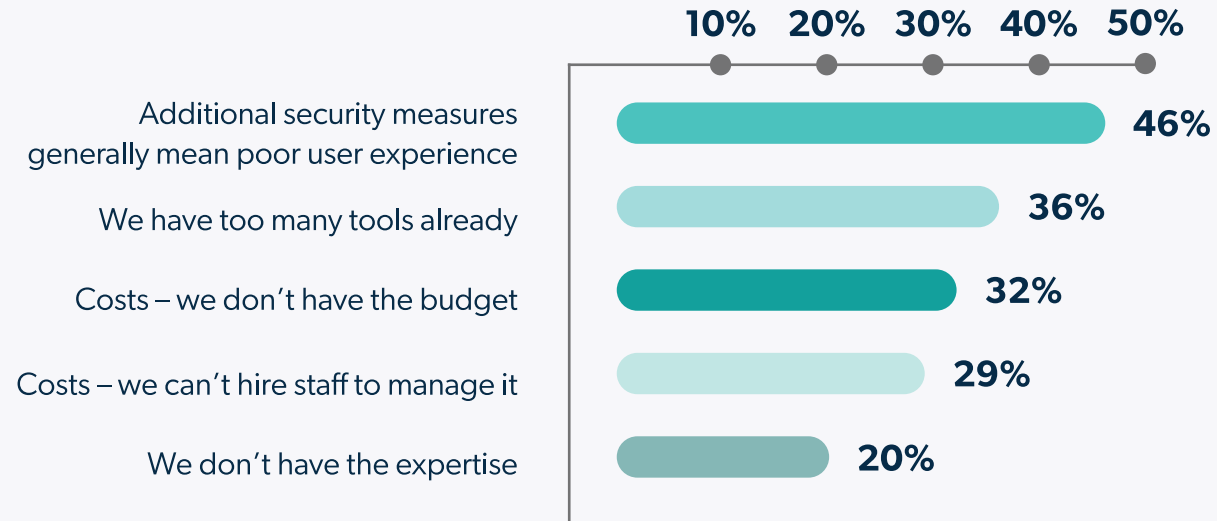 10% 20% 30% 40% 50%
Additional security measures
generally mean poor user experience
46%
We have too many tools already
36%
Costs – we don’t have the budget
32%
Costs – we can’t hire staff to manage it
29%
We don’t have the expertise
20%